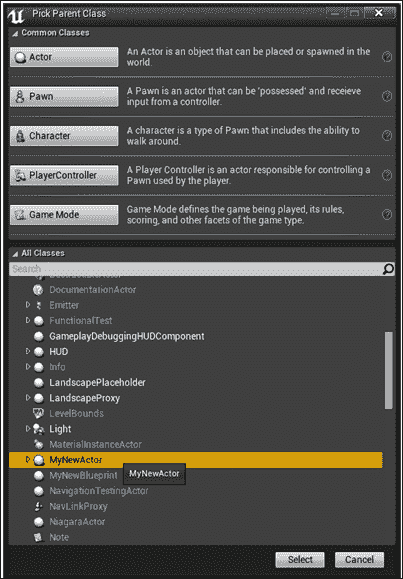 Pick Parent Class
Common Classes
Actor
An Actor is an object that can be placed or spawned in the
world.
Pawn
A Pawn is an actor that can be 'possessed' and receieve
input from a controller.
Character
A character is a type of Pawn that includes the ability to
walk around.
PlayerController
A Player Controller is an actor responsible for controlling a
Pawn used by the player.
Game Mode
Game Mode defines the game being played, its rules,
scoring, and other facets of the game type.
All Classes
Search
DocumentationActor
Emitter
FunctionalTest
GameplayDebuggingHUDComponent
HUD
Info
LandscapePlaceholder
LandscapeProxy
LevelBounds
Light
MaterialInstanceActor
MyNewActor
MyNewBlueprint
MyNewActor
NavigationTestingActor
NavLinkProxy
NiagaraActor
Note
Select
Cancel